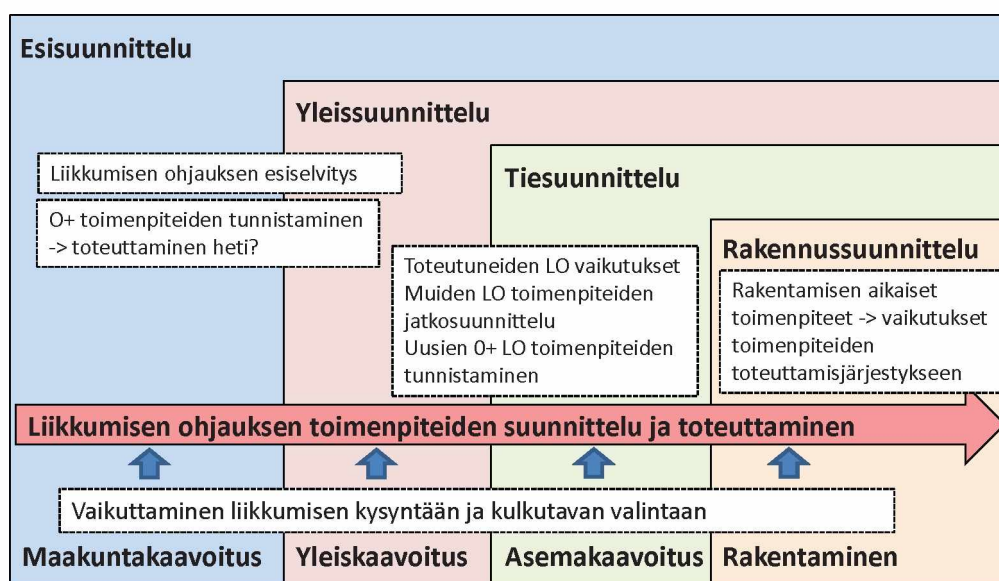 Esisuunnittelu
Yleissuunnittelu
Liikkumisen ohjauksen esiselvitys
Tiesuunnittelu
O+ toimenpiteiden tunnistaminen
-> toteuttaminen heti?
Rakennussuunnittelu
Toteutuneiden LO vaikutukset
Muiden LO toimenpiteiden
jatkosuunnittelu
Uusien 0+ LO toimenpiteiden
tunnistaminen
Rakentamisen aikaiset
toimenpiteet -> vaikutukset
toimenpiteiden
toteuttamisjärjestykseen
Liikkumisen ohjauksen toimenpiteiden suunnittelu ja toteuttaminen
Vaikuttaminen liikkumisen kysyntään ja kulkutavan valintaan
Maakuntakaavoitus
Yleiskaavoitus
Asemakaavoitus
Rakentaminen